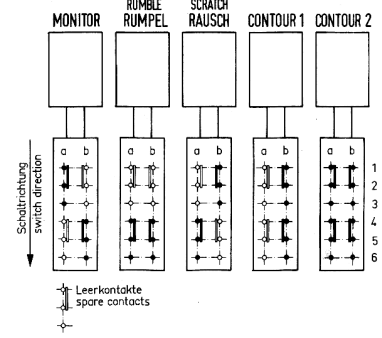 RUMBLE SCRATCH
MONITOR RUMPEL RAUSCH CONTOUR 1 CONTOUR 2
a b a b a b a b a b
1
2
3
4
5
6
Schaltrichtung
switch direction
Leerkontakte
spare contacts